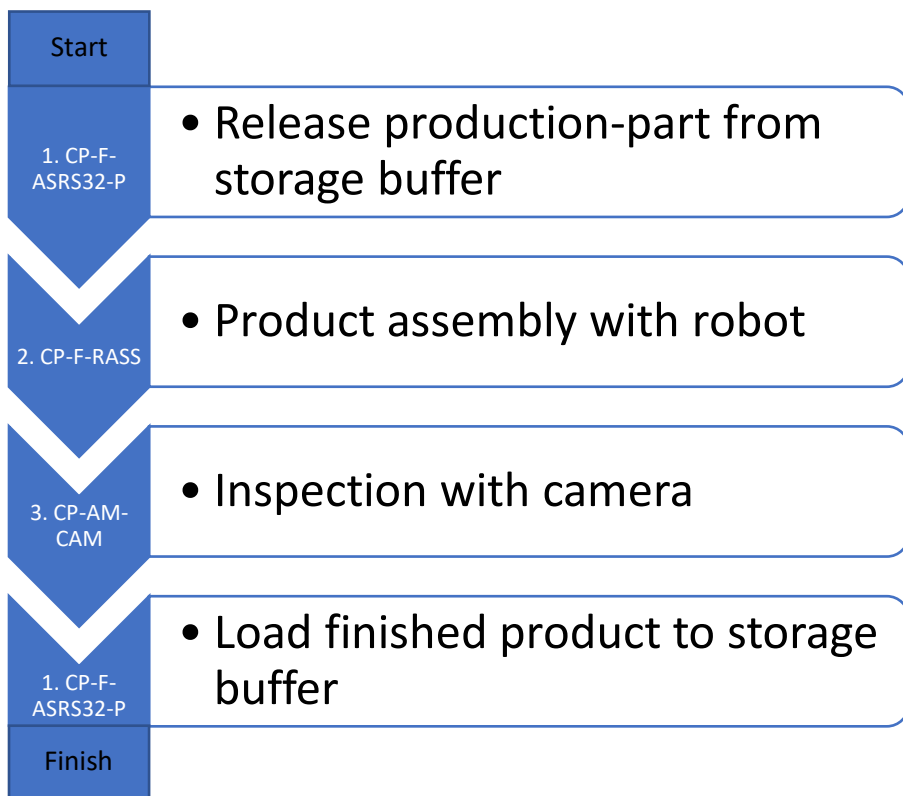 Start
1. CP-F-
ASRS32-P
• Release production-part from
storage buffer
2. CP-F-RASS
• Product assembly with robot
3. CP-AM-
CAM
• Inspection with camera
1. CP-F-
ASRS32-P
• Load finished product to storage
buffer
Finish